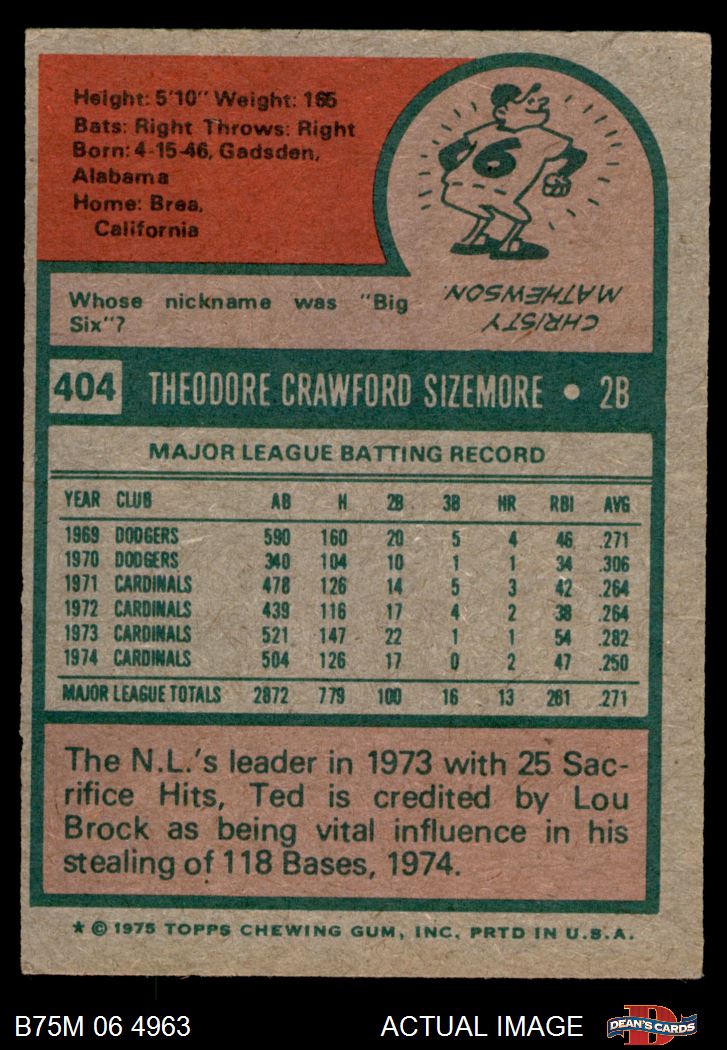 Height: 5'10" Weight: 165
Bats: Right Throws: Right
Born: 4-15-46, Gadsden,
Alabama
Home: Brea,
California
6
Whose nickname was "Big
Six"?
CHRISTY
MATHEWSON.
404 THEODORE CRAWFORD SIZEMORE • 2B
MAJOR LEAGUE BATTING RECORD
YEAR CLUB AB H 2B 3B HR RBI AVG
1969 DODGERS 590 160 20 5 4 46 .271
1970 DODGERS 340 104 10 1 1 34 .306
1971 CARDINALS 478 126 14 5 3 42 .264
1972 CARDINALS 439 116 17 4 2 38 .264
1973 CARDINALS 521 147 22 1 1 54 .282
1974 CARDINALS 504 126 17 0 2 47 .250
MAJOR LEAGUE TOTALS 2872 779 100 16 13 261 .271
The N.L.'s leader in 1973 with 25 Sac-
rifice Hits, Ted is credited by Lou
Brock as being vital influence in his
stealing of 118 Bases, 1974.
* © 1975 TOPPS CHEWING GUM, INC. PRTD IN U.S.A.
B75M 06 4963 ACTUAL IMAGE D DEAN'S CARDS